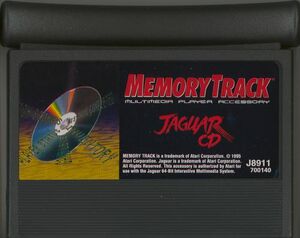 MEMORY TRACK
MULTIMEDIA PLAYER ACCESSORY
JAGUAR
CD
MEMORY TRACK is a trademark of Atari Corporation. © 1995
Atari Corporation. Jaguar is a trademark of Atari Corporation.
All Rights Reserved. This accessory is authorized by Atari for
use with the Jaguar 64-Bit Interactive Multimedia System.
J8911
700140